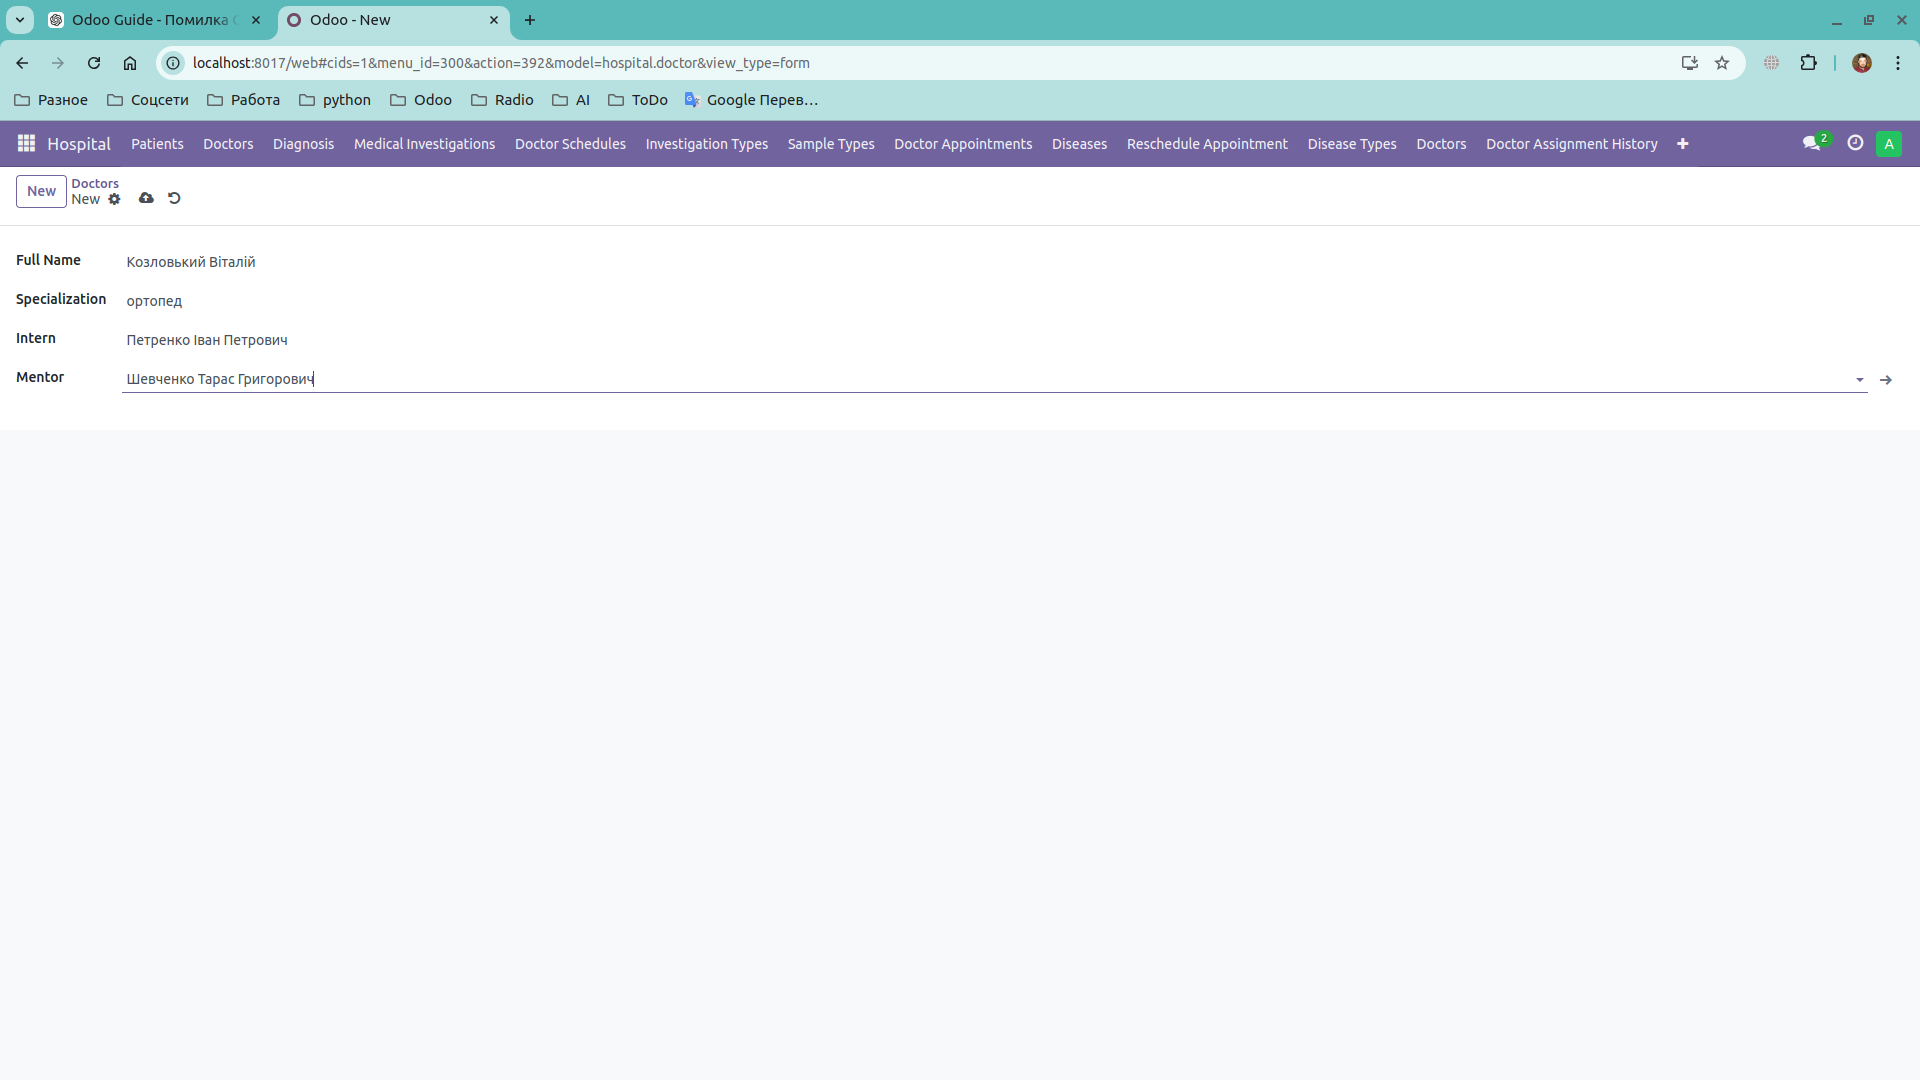 Odoo Guide - Помилка
Odoo - New
localhost:8017/web#cids=1&menu_id=300&action=392&model=hospital.doctor&view_type=form
Разное Соцсети Работа python Odoo Radio AI ToDo Google Перев…
Hospital Patients Doctors Diagnosis Medical Investigations Doctor Schedules Investigation Types Sample Types Doctor Appointments Diseases Reschedule Appointment Disease Types Doctors Doctor Assignment History 2 A
New Doctors
New
Full Name Козловький Віталій
Specialization ортопед
Intern Петренко Іван Петрович
Mentor Шевченко Тарас Григорович